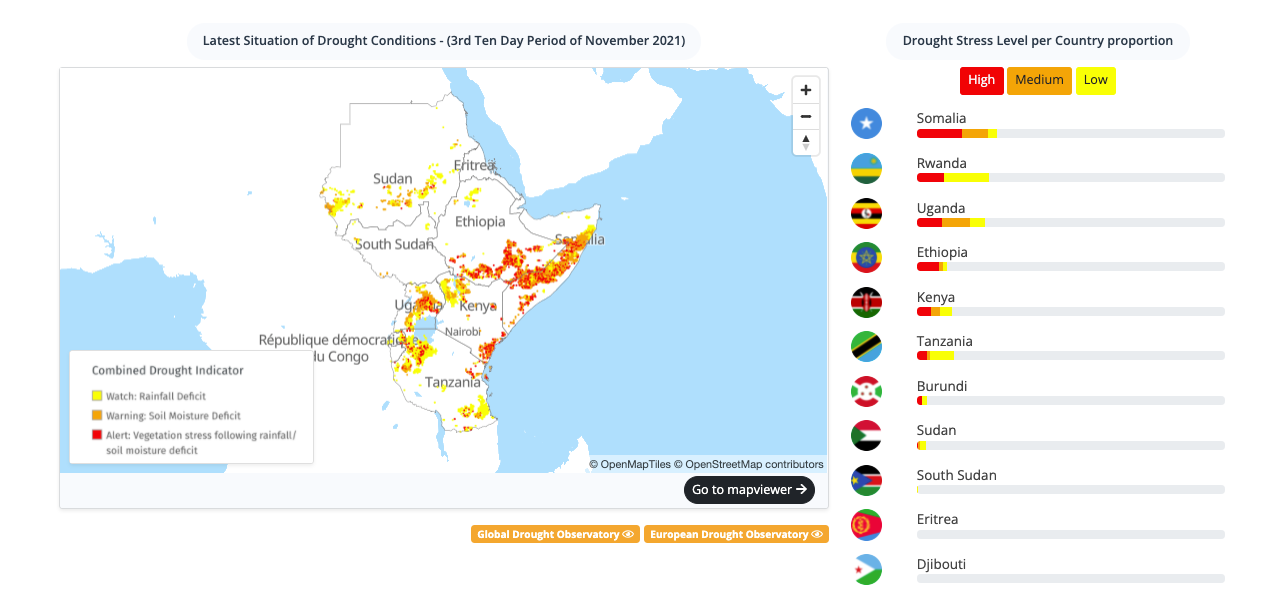 Latest Situation of Drought Conditions - (3rd Ten Day Period of November 2021)
Eritrea
Sudan
Ethiopia
Somalia
South Sudan
Uganda
Kenya
Nairobi
République démocratique
du Congo
Tanzania
Combined Drought Indicator
Watch: Rainfall Deficit
Warning: Soil Moisture Deficit
Alert: Vegetation stress following rainfall/
soil moisture deficit
© OpenMapTiles © OpenStreetMap contributors
Go to mapviewer
Global Drought Observatory
European Drought Observatory
Drought Stress Level per Country proportion
High Medium Low
Somalia
Rwanda
Uganda
Ethiopia
Kenya
Tanzania
Burundi
Sudan
South Sudan
Eritrea
Djibouti